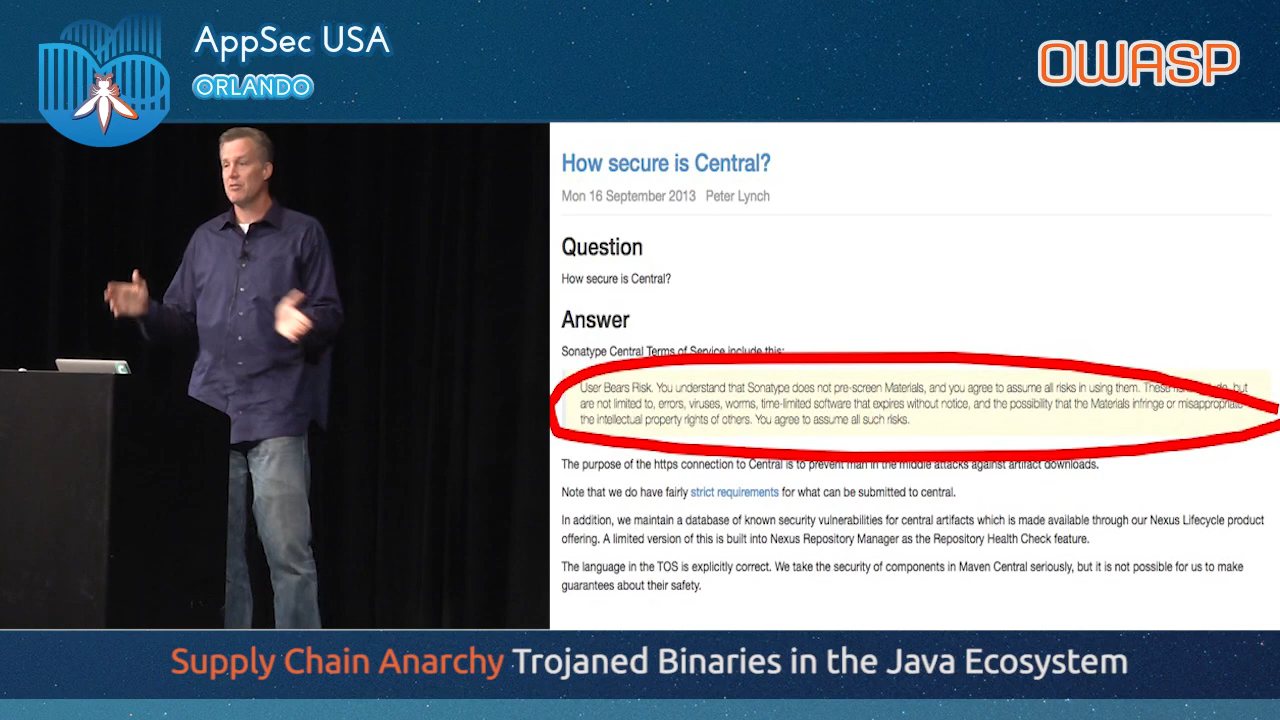 AppSec USA
ORLANDO
OWASP
How secure is Central?
Mon 16 September 2013 Peter Lynch
Question
How secure is Central?
Answer
Sonatype Central Terms of Service include this:
User Bears Risk. You understand that Sonatype does not pre-screen Materials, and you agree to assume all risks in using them. These risks include, but
are not limited to, errors, viruses, worms, time-limited software that expires without notice, and the possibility that the Materials infringe or misappropriate
the intellectual property rights of others. You agree to assume all such risks.
The purpose of the https connection to Central is to prevent man in the middle attacks against artifact downloads.
Note that we do have fairly strict requirements for what can be submitted to central.
In addition, we maintain a database of known security vulnerabilities for central artifacts which is made available through our Nexus Lifecycle product
offering. A limited version of this is built into Nexus Repository Manager as the Repository Health Check feature.
The language in the TOS is explicitly correct. We take the security of components in Maven Central seriously, but it is not possible for us to make
guarantees about their safety.
Supply Chain Anarchy Trojaned Binaries in the Java Ecosystem